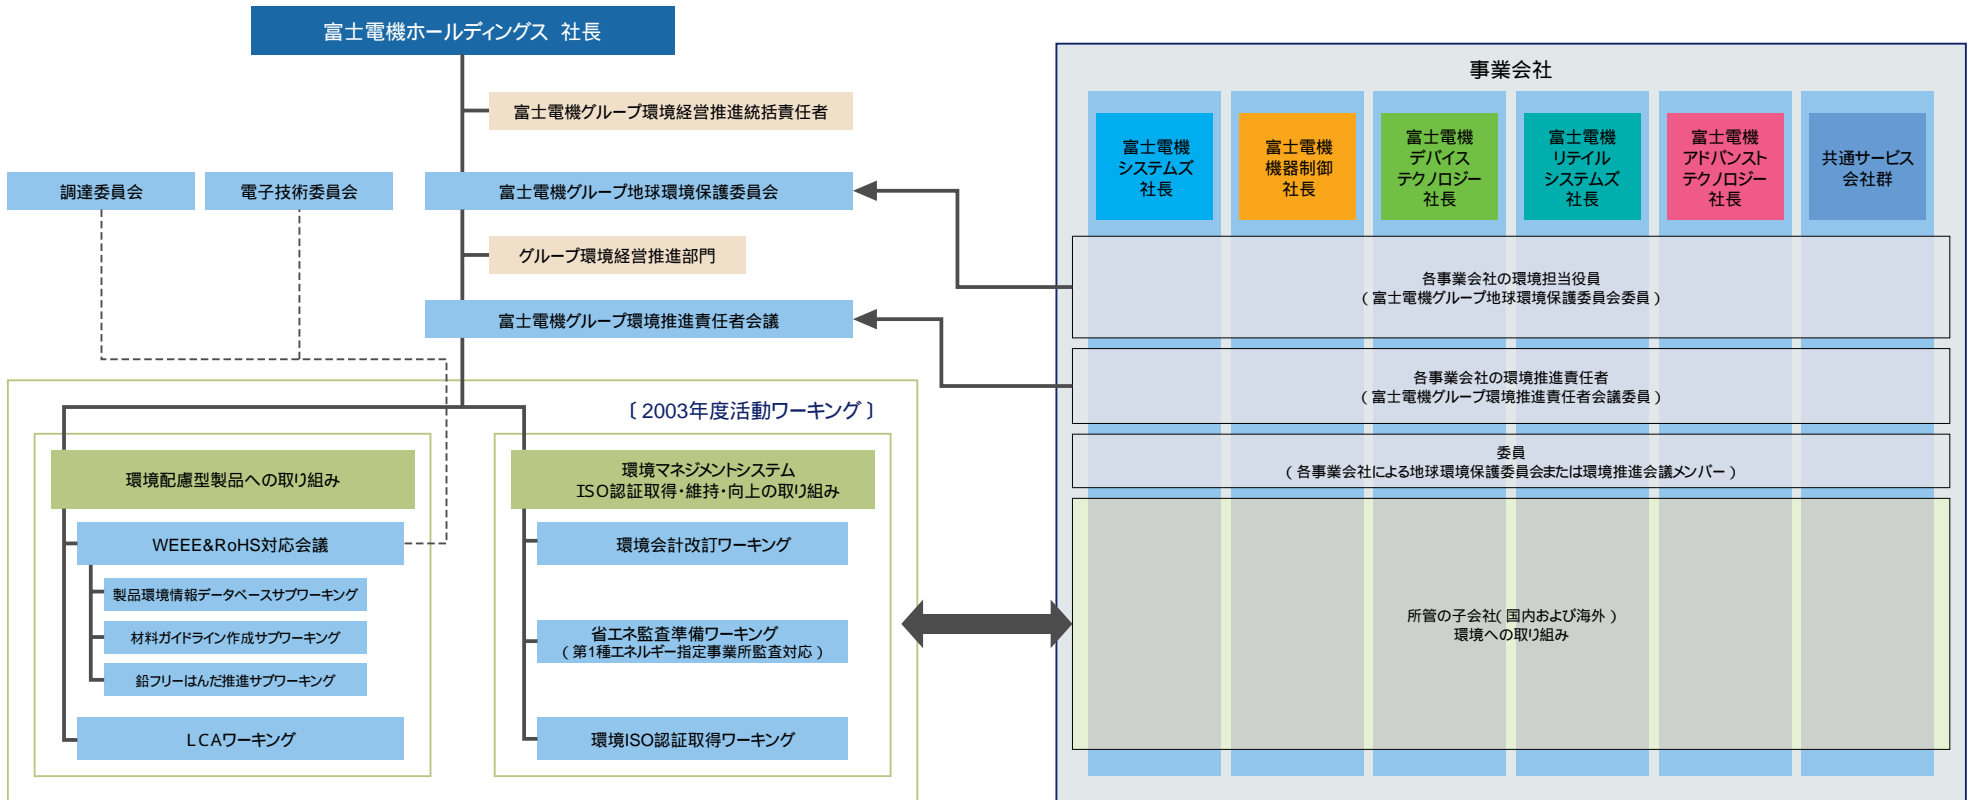 富士電機ホールディングス 社長
富士電機グループ環境経営推進統括責任者
調達委員会
電子技術委員会
富士電機グループ地球環境保護委員会
グループ環境経営推進部門
富士電機グループ環境推進責任者会議
〔2003年度活動ワーキング〕
環境配慮型製品への取り組み
WEEE&RoHS対応会議
製品環境情報データベースサブワーキング
材料ガイドライン作成サブワーキング
鉛フリーはんだ推進サブワーキング
LCAワーキング
環境マネジメントシステム
ISO認証取得・維持・向上の取り組み
環境会計改訂ワーキング
省エネ監査準備ワーキング
(第1種エネルギー指定事業所監査対応)
環境ISO認証取得ワーキング
事業会社
富士電機
システムズ
社長
富士電機
機器制御
社長
富士電機
デバイス
テクノロジー
社長
富士電機
リテイル
システムズ
社長
富士電機
アドバンスト
テクノロジー
社長
共通サービス
会社群
各事業会社の環境担当役員
(富士電機グループ地球環境保護委員会委員)
各事業会社の環境推進責任者
(富士電機グループ環境推進責任者会議委員)
委員
(各事業会社による地球環境保護委員会または環境推進会議メンバー)
所管の子会社(国内および海外)
環境への取り組み